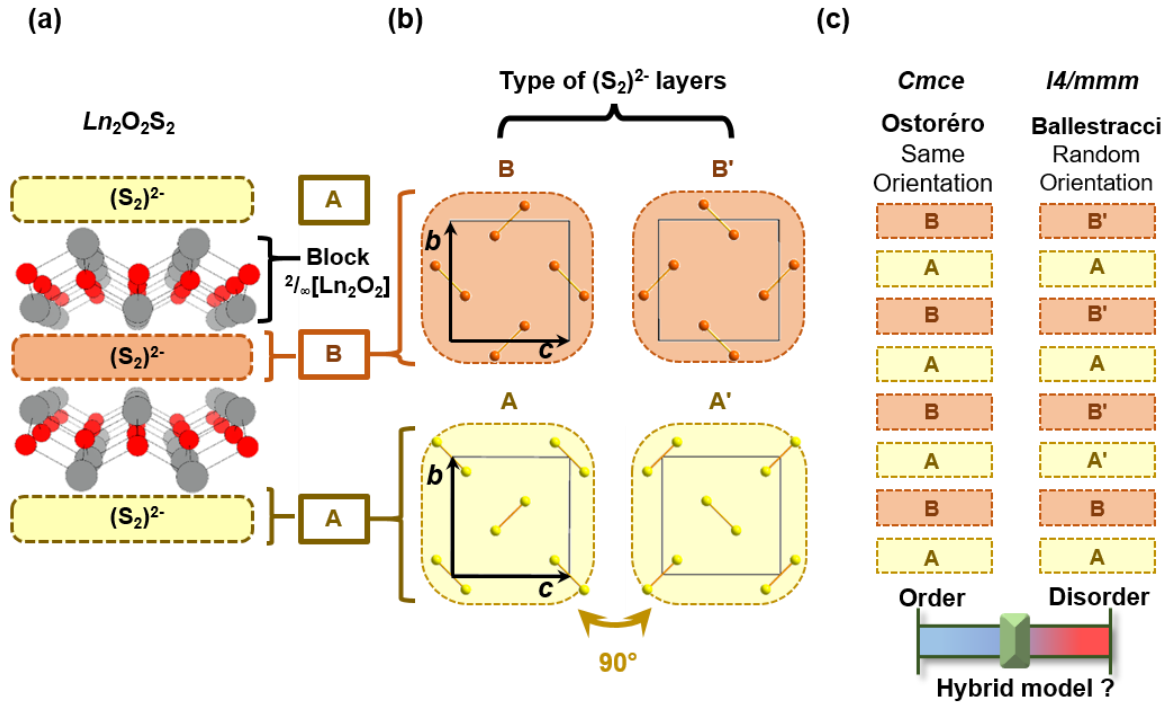 (a)
Ln₂O₂S₂
(S₂)²⁻
A
Block
²/∞[Ln₂O₂]
(S₂)²⁻
B
(S₂)²⁻
A
(b)
Type of (S₂)²⁻ layers
B
B'
b
c
A
A'
b
c
90°
(c)
Cmce
I4/mmm
Ostoréro
Ballestracci
Same
Random
Orientation
Orientation
B
B'
A
A
B
B'
A
A
B
B'
A
A'
B
B
A
A
Order
Disorder
Hybrid model ?